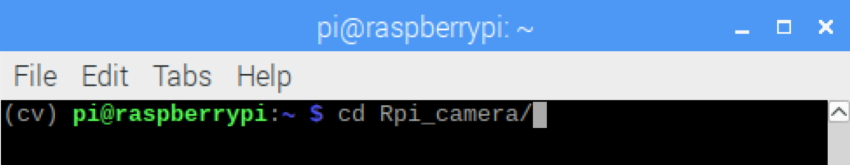 pi@raspberrypi: ~
File Edit Tabs Help
(cv) pi@raspberrypi:~ $ cd Rpi_camera/